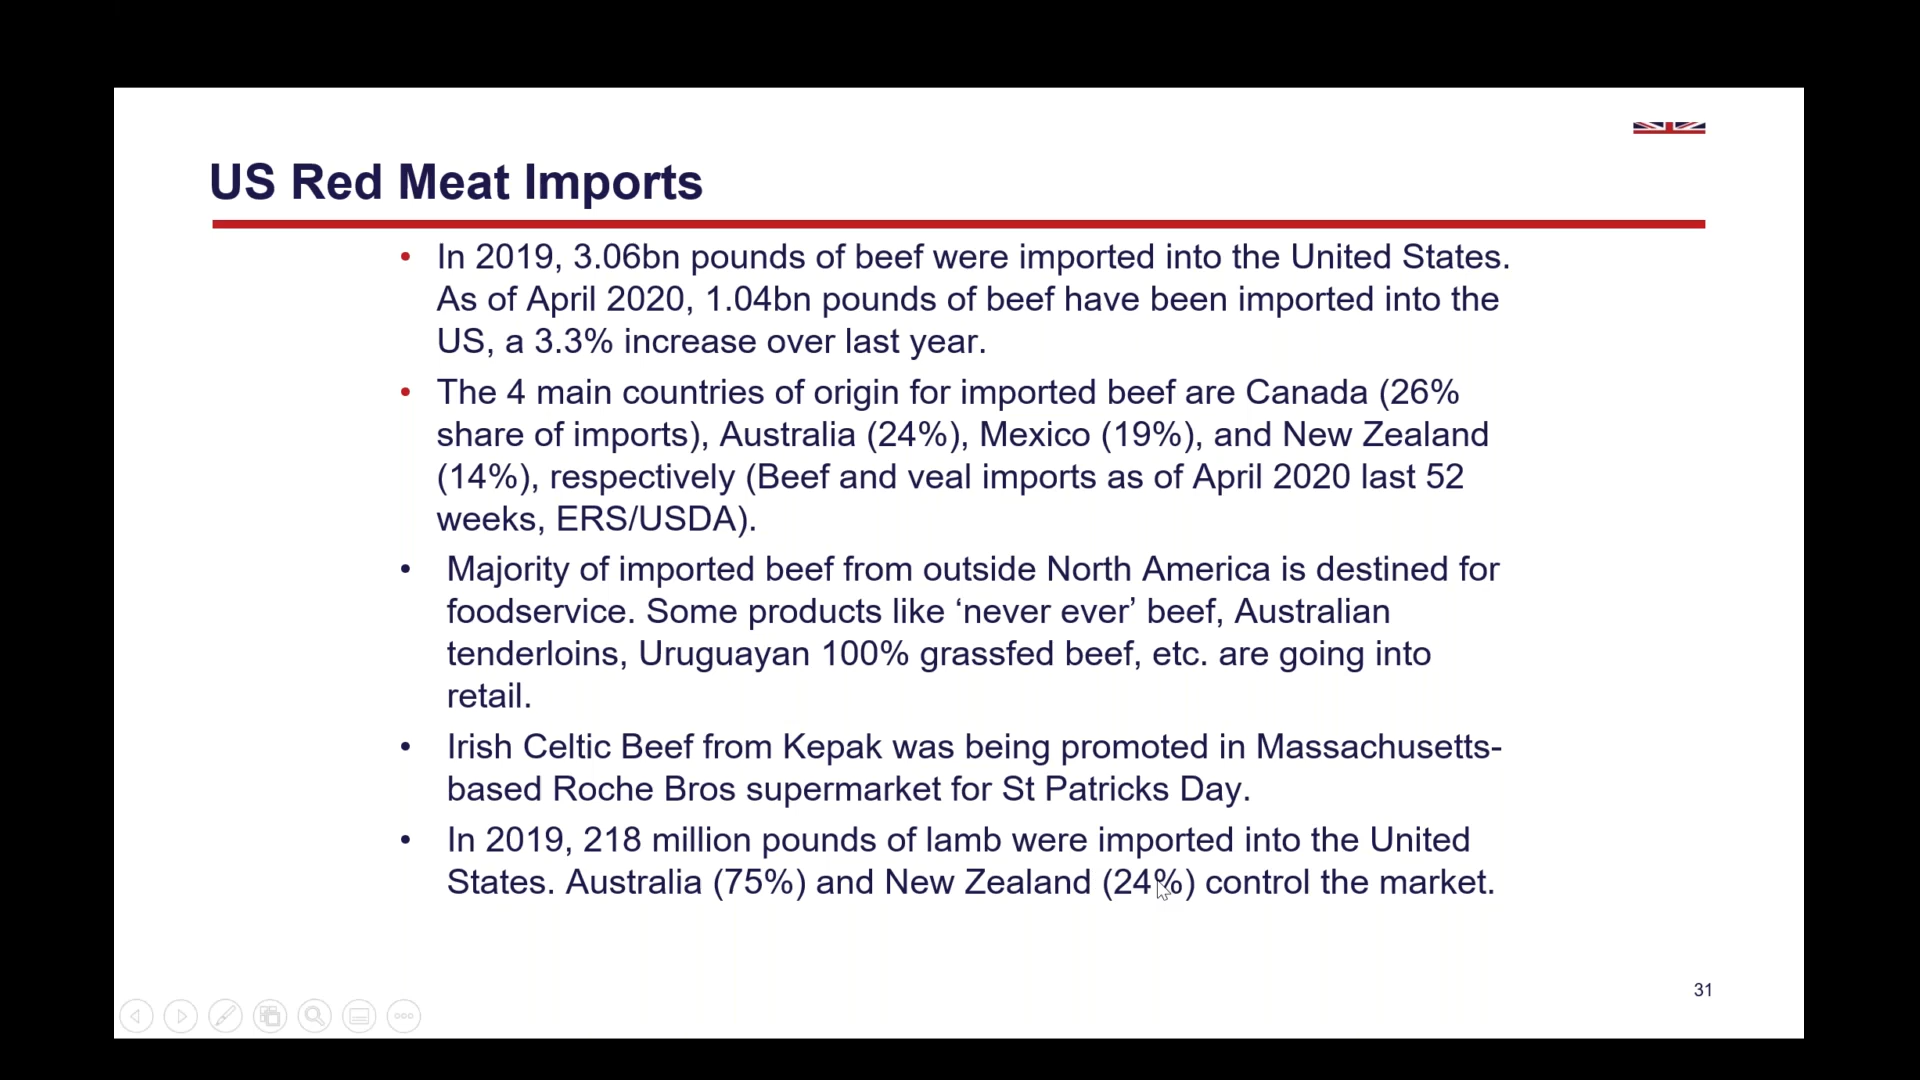 US Red Meat Imports
• In 2019, 3.06bn pounds of beef were imported into the United States.
As of April 2020, 1.04bn pounds of beef have been imported into the
US, a 3.3% increase over last year.
• The 4 main countries of origin for imported beef are Canada (26%
share of imports), Australia (24%), Mexico (19%), and New Zealand
(14%), respectively (Beef and veal imports as of April 2020 last 52
weeks, ERS/USDA).
• Majority of imported beef from outside North America is destined for
foodservice. Some products like ‘never ever’ beef, Australian
tenderloins, Uruguayan 100% grassfed beef, etc. are going into
retail.
• Irish Celtic Beef from Kepak was being promoted in Massachusetts-
based Roche Bros supermarket for St Patricks Day.
• In 2019, 218 million pounds of lamb were imported into the United
States. Australia (75%) and New Zealand (24%) control the market.
31